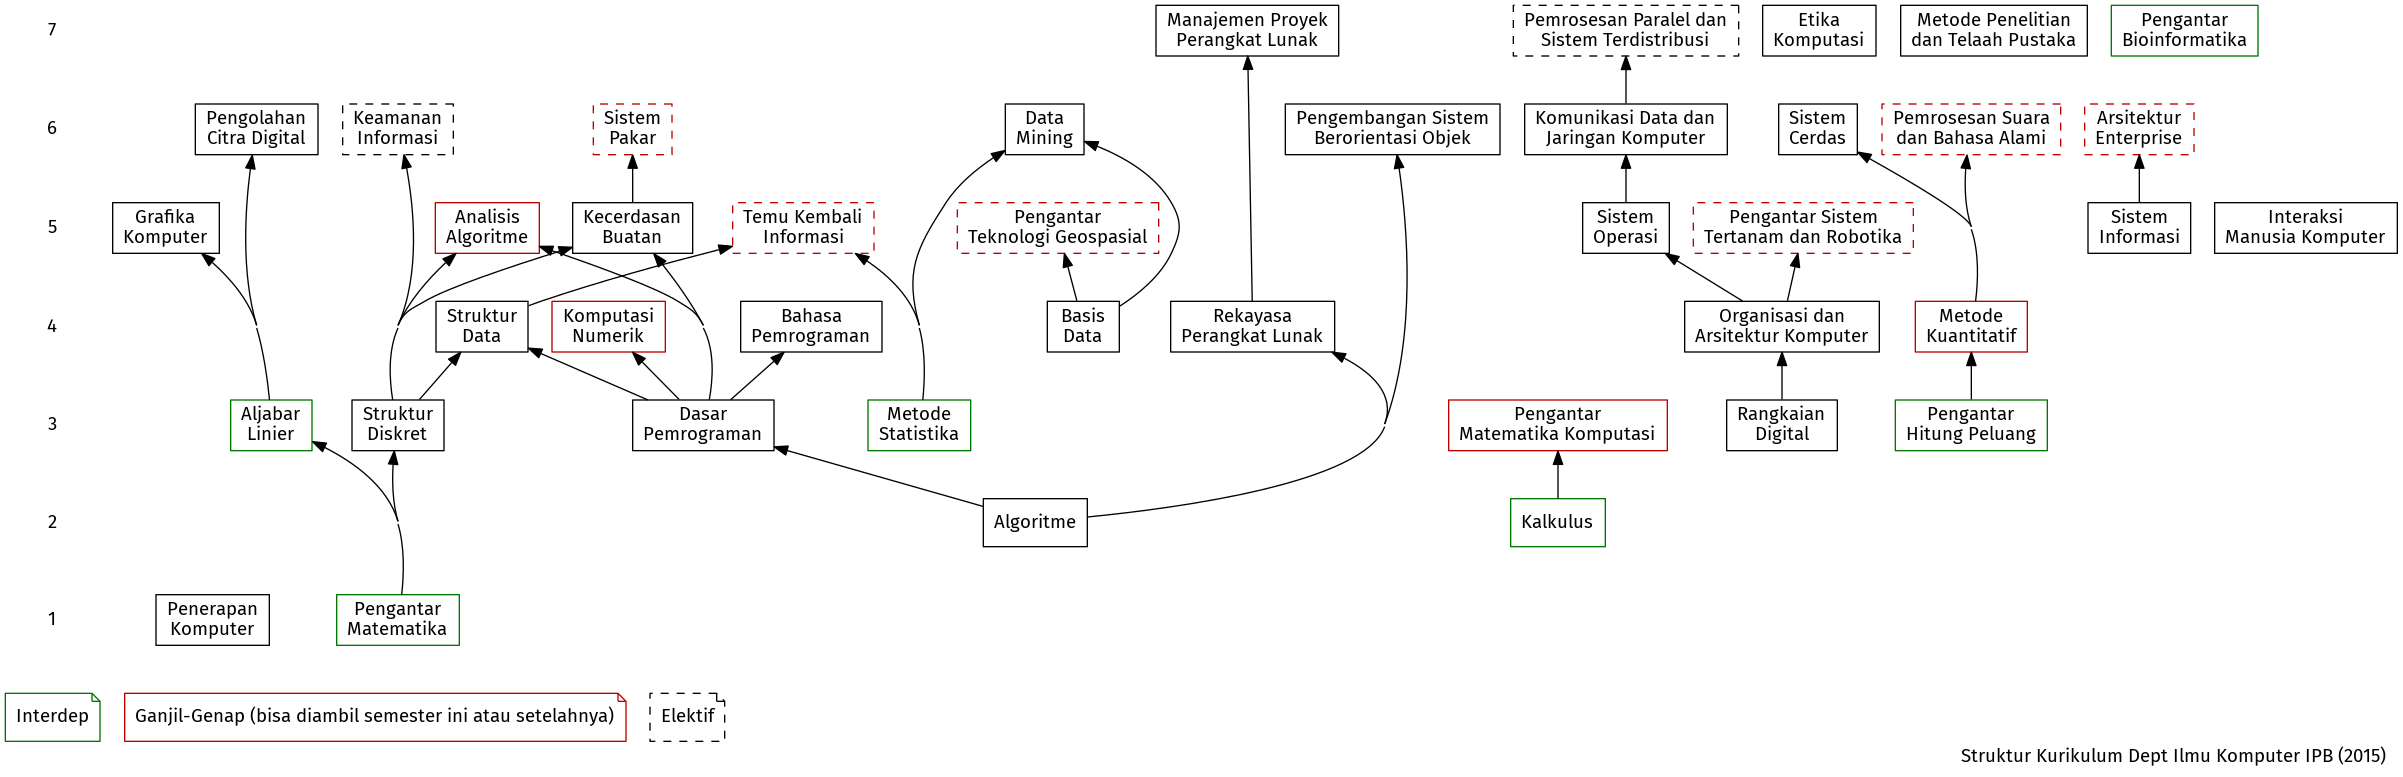 7
Manajemen Proyek
Perangkat Lunak
Pemrosesan Paralel dan
Sistem Terdistribusi
Etika
Komputasi
Metode Penelitian
dan Telaah Pustaka
Pengantar
Bioinformatika
6
Pengolahan
Citra Digital
Keamanan
Informasi
Sistem
Pakar
Data
Mining
Pengembangan Sistem
Berorientasi Objek
Komunikasi Data dan
Jaringan Komputer
Sistem
Cerdas
Pemrosesan Suara
dan Bahasa Alami
Arsitektur
Enterprise
5
Grafika
Komputer
Analisis
Algoritme
Kecerdasan
Buatan
Temu Kembali
Informasi
Pengantar
Teknologi Geospasial
Sistem
Operasi
Pengantar Sistem
Tertanam dan Robotika
Sistem
Informasi
Interaksi
Manusia Komputer
4
Struktur
Data
Komputasi
Numerik
Bahasa
Pemrograman
Basis
Data
Rekayasa
Perangkat Lunak
Organisasi dan
Arsitektur Komputer
Metode
Kuantitatif
3
Aljabar
Linier
Struktur
Diskret
Dasar
Pemrograman
Metode
Statistika
Pengantar
Matematika Komputasi
Rangkaian
Digital
Pengantar
Hitung Peluang
2
Algoritme
Kalkulus
1
Penerapan
Komputer
Pengantar
Matematika
Interdep
Ganjil-Genap (bisa diambil semester ini atau setelahnya)
Elektif
Struktur Kurikulum Dept Ilmu Komputer IPB (2015)